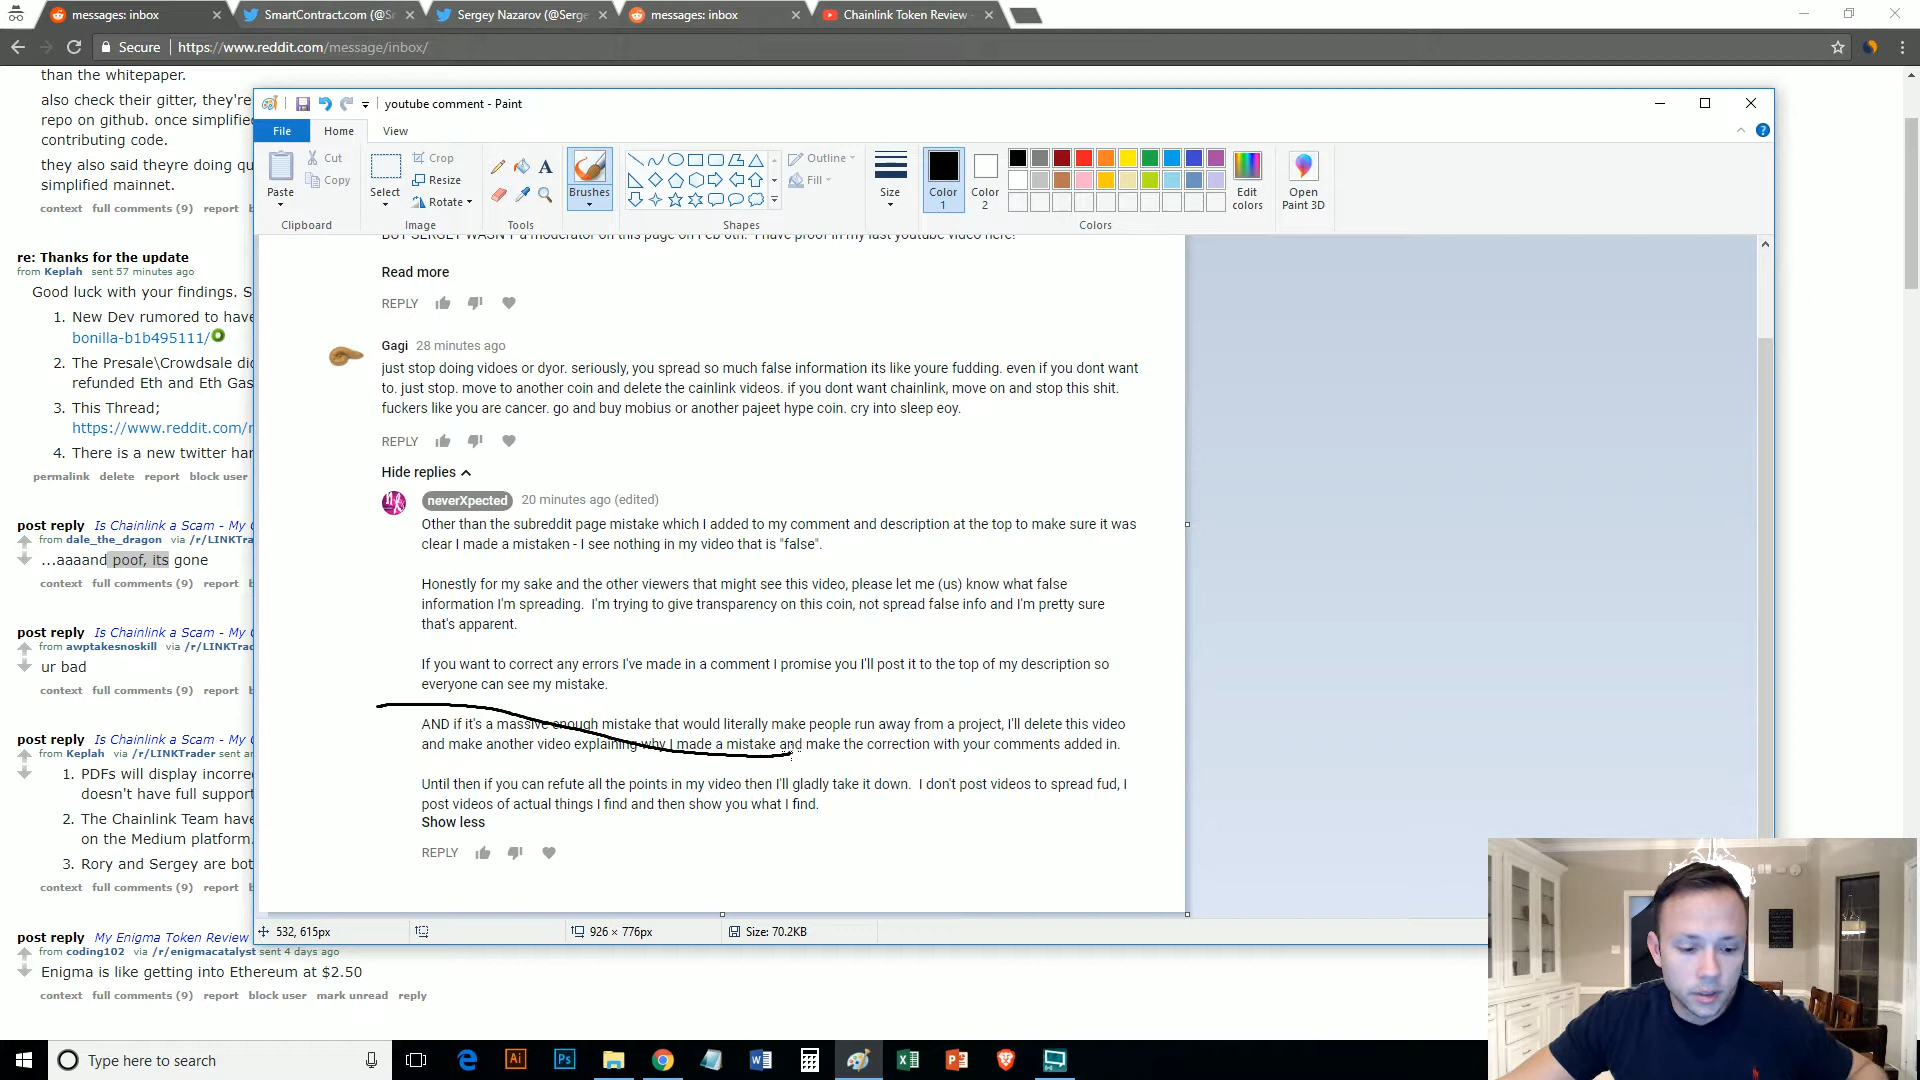 messages: inbox
SmartContract.com (@S
Sergey Nazarov (@Serge
messages: inbox
Chainlink Token Review
Secure
https://www.reddit.com/message/inbox/
than the whitepaper.
also check their gitter, they're
repo on github. once simplified
contributing code.
they also said theyre doing qu
simplified mainnet.
context full comments (9) report
re: Thanks for the update
from Keplah sent 57 minutes ago
Good luck with your findings. S
1. New Dev rumored to have
bonilla-b1b495111/
2. The Presale\Crowdsale di
refunded Eth and Eth Gas
3. This Thread;
https://www.reddit.com/r
4. There is a new twitter han
permalink delete report block user
post reply Is Chainlink a Scam - My C
from dale_the_dragon via /r/LINKTra
...aaaand poof, its gone
context full comments (9) report
post reply Is Chainlink a Scam - My C
from awptakesnoskill via /r/LINKTrad
ur bad
context full comments (9) report
post reply Is Chainlink a Scam - My C
from Keplah via /r/LINKTrader sent
1. PDFs will display incorrec
doesn't have full support
2. The Chainlink Team have
on the Medium platform.
3. Rory and Sergey are bot
context full comments (9) report
post reply My Enigma Token Review
from coding102 via /r/enigmacatalyst sent 4 days ago
Enigma is like getting into Ethereum at $2.50
context full comments (9) report block user mark unread reply
youtube comment - Paint
File Home View
Paste
Cut
Copy
Clipboard
Select
Crop
Resize
Rotate
Image
Tools
Brushes
Shapes
Outline
Fill
Size
Color 1
Color 2
Edit colors
Open Paint 3D
Colors
BUT SERGEY WASN'T a moderator on this page on Feb 8th. I have proof in my last youtube video here!
Read more
REPLY
Gagi 28 minutes ago
just stop doing vidoes or dyor. seriously, you spread so much false information its like youre fudding. even if you dont want
to. just stop. move to another coin and delete the cainlink videos. if you dont want chainlink, move on and stop this shit.
fuckers like you are cancer. go and buy mobius or another pajeet hype coin. cry into sleep eoy.
REPLY
Hide replies
neverXpected 20 minutes ago (edited)
Other than the subreddit page mistake which I added to my comment and description at the top to make sure it was
clear I made a mistaken - I see nothing in my video that is "false".
Honestly for my sake and the other viewers that might see this video, please let me (us) know what false
information I'm spreading. I'm trying to give transparency on this coin, not spread false info and I'm pretty sure
that's apparent.
If you want to correct any errors I've made in a comment I promise you I'll post it to the top of my description so
everyone can see my mistake.
AND if it's a massive enough mistake that would literally make people run away from a project, I'll delete this video
and make another video explaining why I made a mistake and make the correction with your comments added in.
Until then if you can refute all the points in my video then I'll gladly take it down. I don't post videos to spread fud, I
post videos of actual things I find and then show you what I find.
Show less
REPLY
532, 615px
926 × 776px
Size: 70.2KB
Type here to search